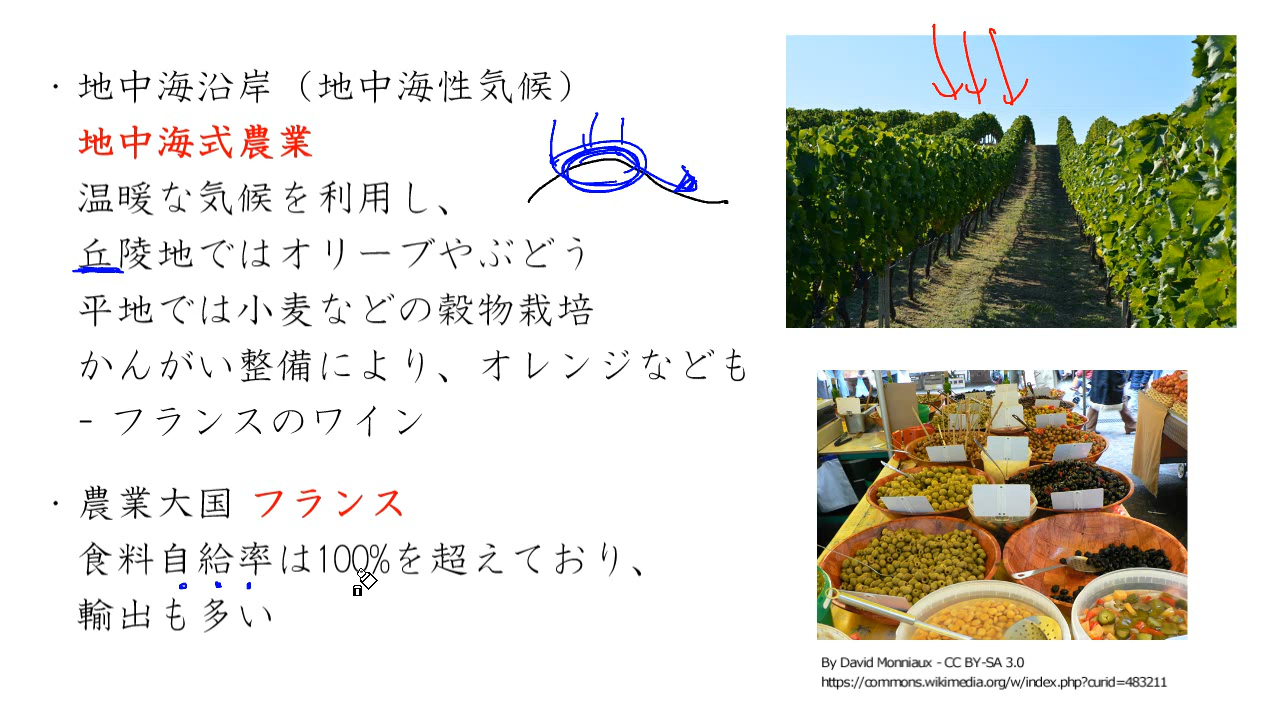 ・地中海沿岸（地中海性気候）
地中海式農業
温暖な気候を利用し、
丘陵地ではオリーブやぶどう
平地では小麦などの穀物栽培
かんがい整備により、オレンジなども
- フランスのワイン
・農業大国 フランス
食料自給率は100%を超えており、
輸出も多い
By David Monniaux - CC BY-SA 3.0
https://commons.wikimedia.org/w/index.php?curid=483211